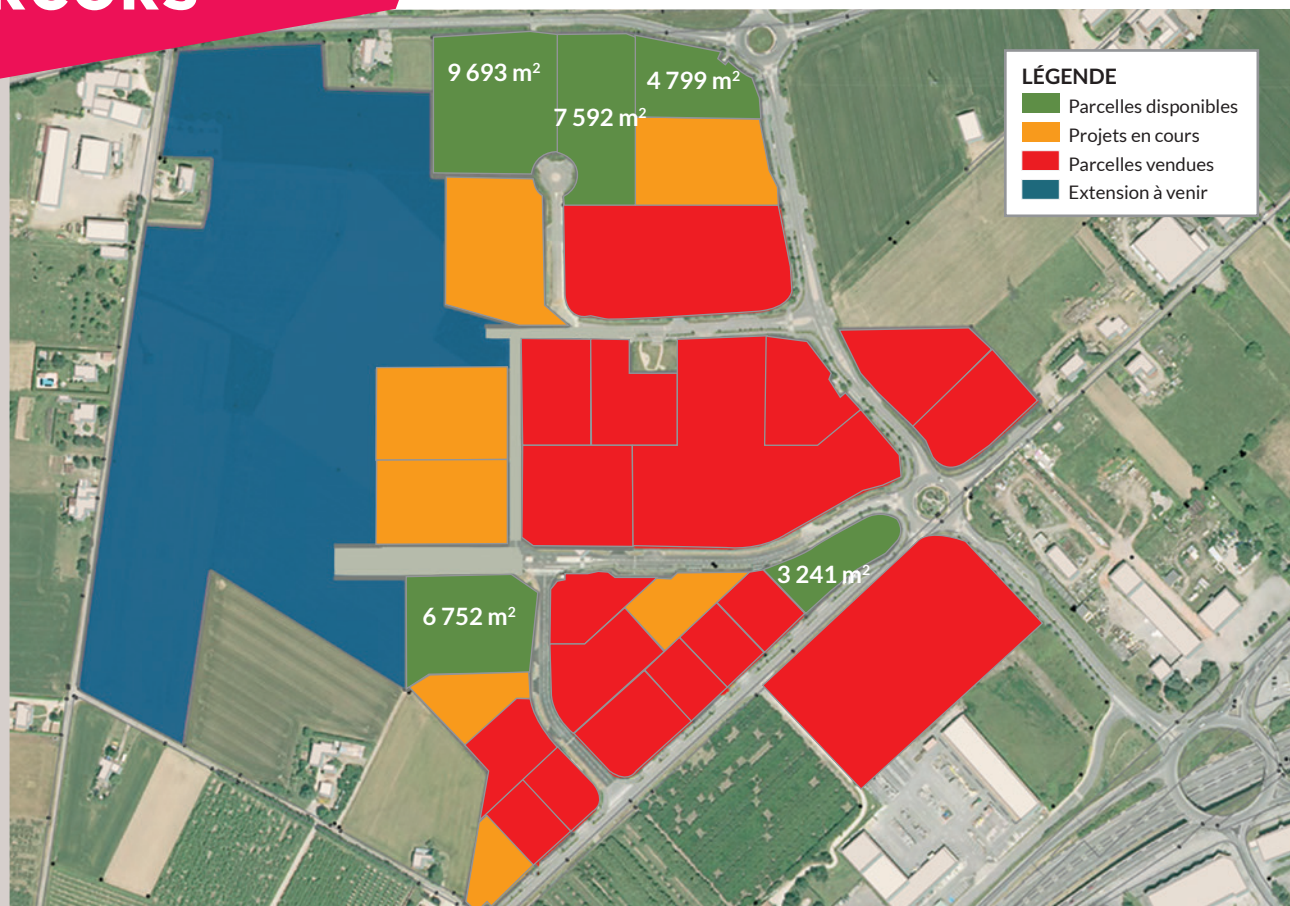 9 693 m²
4 799 m²
7 592 m²
LÉGENDE
Parcelles disponibles
Projets en cours
Parcelles vendues
Extension à venir
3 241 m²
6 752 m²